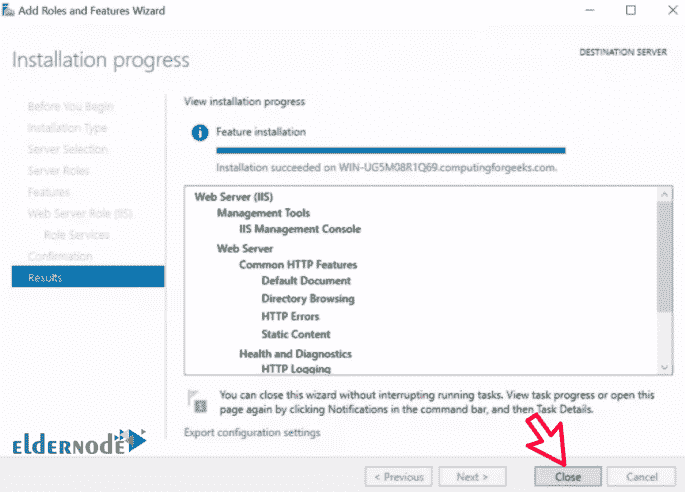 Add Roles and Features Wizard
Installation progress
DESTINATION SERVER
Before You Begin
Installation Type
Server Selection
Server Roles
Features
Web Server Role (IIS)
Role Services
Confirmation
Results
View installation progress
Feature installation
Installation succeeded on WIN-UG5M08R1Q69.computingforgeeks.com.
Web Server (IIS)
Management Tools
IIS Management Console
Web Server
Common HTTP Features
Default Document
Directory Browsing
HTTP Errors
Static Content
Health and Diagnostics
HTTP Logging
You can close this wizard without interrupting running tasks. View task progress or open this
page again by clicking Notifications in the command bar, and then Task Details.
Export configuration settings
eLDERNODE
< Previous
Next >
Close
Cancel